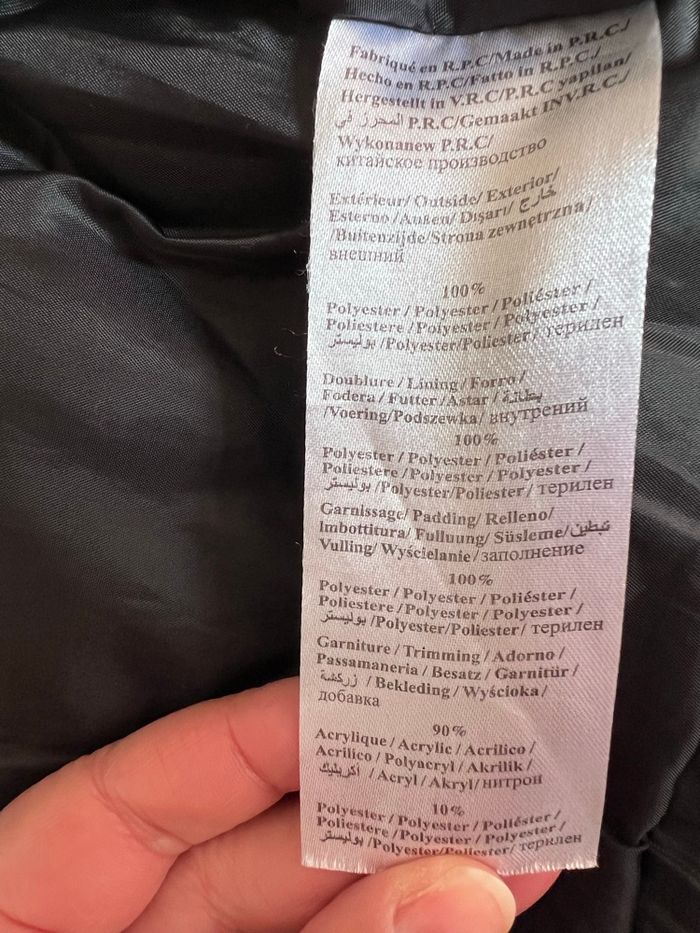 Fabriqué en R.P.C/Made in P.R.C./
Hecho en R.P.C/Fatto in R.P.C./
Hergestellt in V.R.C/P.R.C yapilan/
المحرز في P.R.C/Gemaakt INV.R.C./
Wykonanew P.R.C/
китайское производство
Extérieur/ Outside/ Exterior/
Esterno /Außen/ Dışarı/ خارج
/Buitenzijde/Strona zewnętrzna/
внешний
100%
Polyester / Polyester / Poliéster /
Poliestere / Polyester / Polyester /
بوليستر /Polyester/Poliester/ терилен
Doublure / Lining / Forro /
Fodera / Futter /Astar / بطانة
/Voering/Podszewka/ внутрений
100%
Polyester / Polyester / Poliéster /
Poliestere /Polyester / Polyester /
بوليستر /Polyester/Poliester / терилен
Garnissage/ Padding/ Relleno/
Imbottitura/ Fulluung/ Süsleme/تبطين
Vulling/ Wyścielanie /заполнение
100%
Polyester / Polyester / Poliéster /
Poliestere /Polyester / Polyester /
بوليستر /Polyester/Poliester / терилен
Garniture / Trimming / Adorno /
Passamaneria / Besatz / Garnitür /
زركشة / Bekleding / Wyścioka /
добавка
90%
Acrylique / Acrylic / Acrilico /
Acrilico / Polyacryl / Akrilik /
أكريليك / Acryl / Akryl/ нитрон
10%
Polyester / Polyester / Poliéster /
Poliestere / Polyester / Polyester /
بوليستر /Polyester/Poliester/ терилен